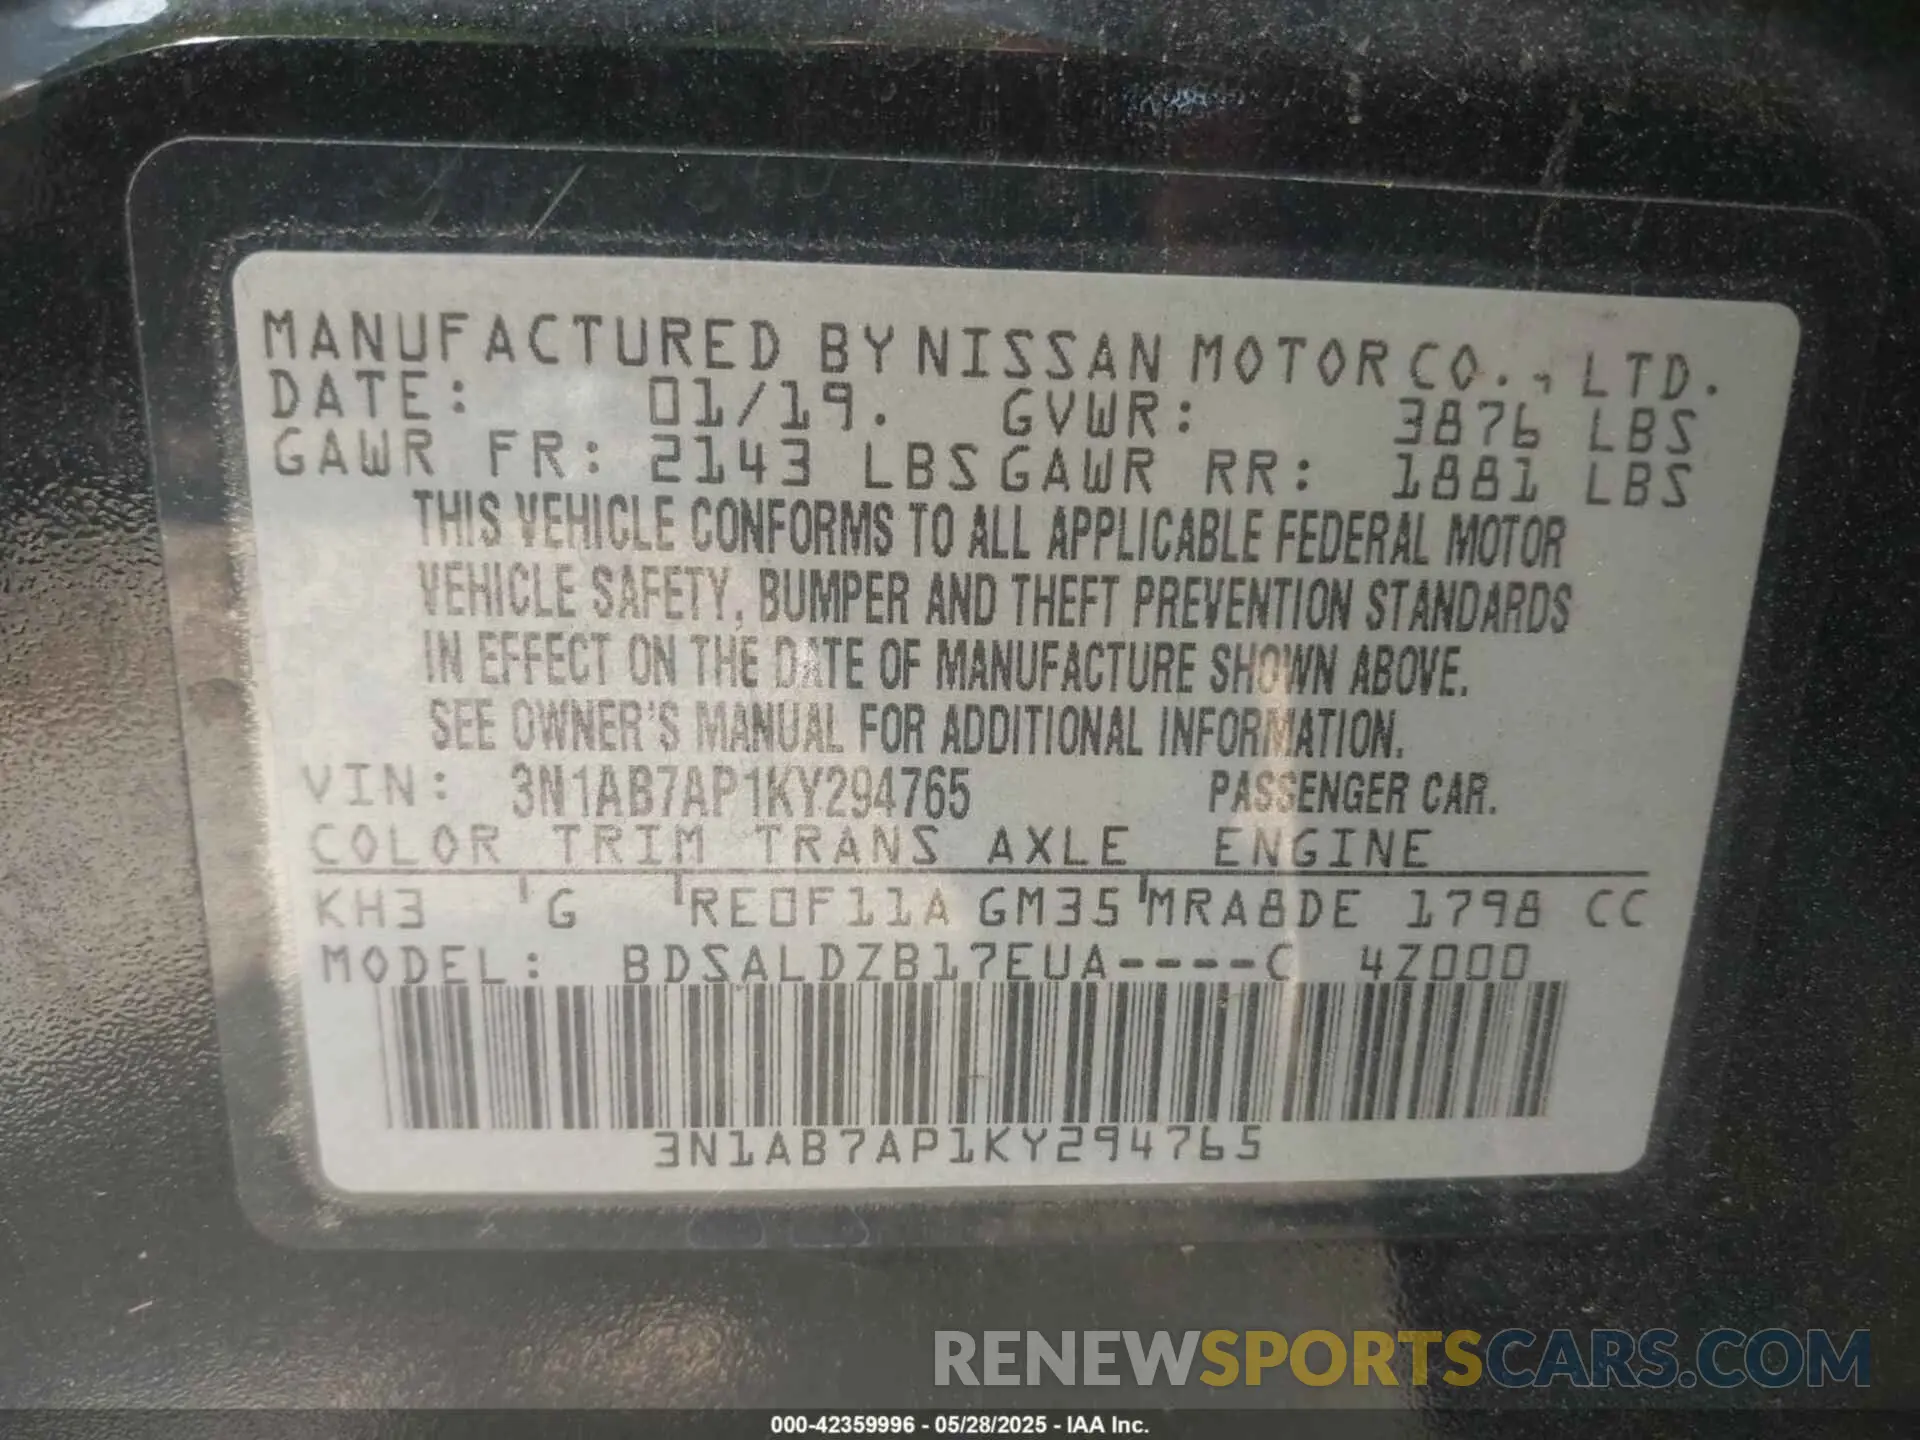 MANUFACTURED BY NISSAN MOTOR CO., LTD.
DATE: 01/19. GVWR: 3876 LBS
GAWR FR: 2143 LBS GAWR RR: 1881 LBS
THIS VEHICLE CONFORMS TO ALL APPLICABLE FEDERAL MOTOR
VEHICLE SAFETY, BUMPER AND THEFT PREVENTION STANDARDS
IN EFFECT ON THE DATE OF MANUFACTURE SHOWN ABOVE.
SEE OWNER'S MANUAL FOR ADDITIONAL INFORMATION.
VIN: 3N1AB7AP1KY294765 PASSENGER CAR.
COLOR TRIM TRANS AXLE ENGINE
KH3 G RE0F11A GM35 MRA8DE 1798 CC
MODEL: BDSALDZB17EUA----C 4Z000
3N1AB7AP1KY294765
RENEWSPORTSCARS.COM
000-42359996 - 05/28/2025 - IAA Inc.